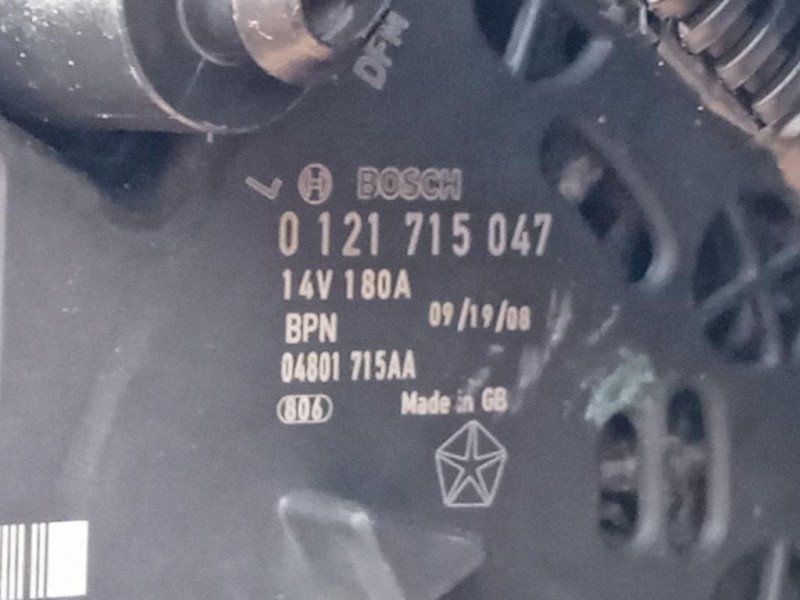 DFM
L BOSCH
0 121 715 047
14V 180A
BPN 09/19/08
04801 715AA
806 Made in GB